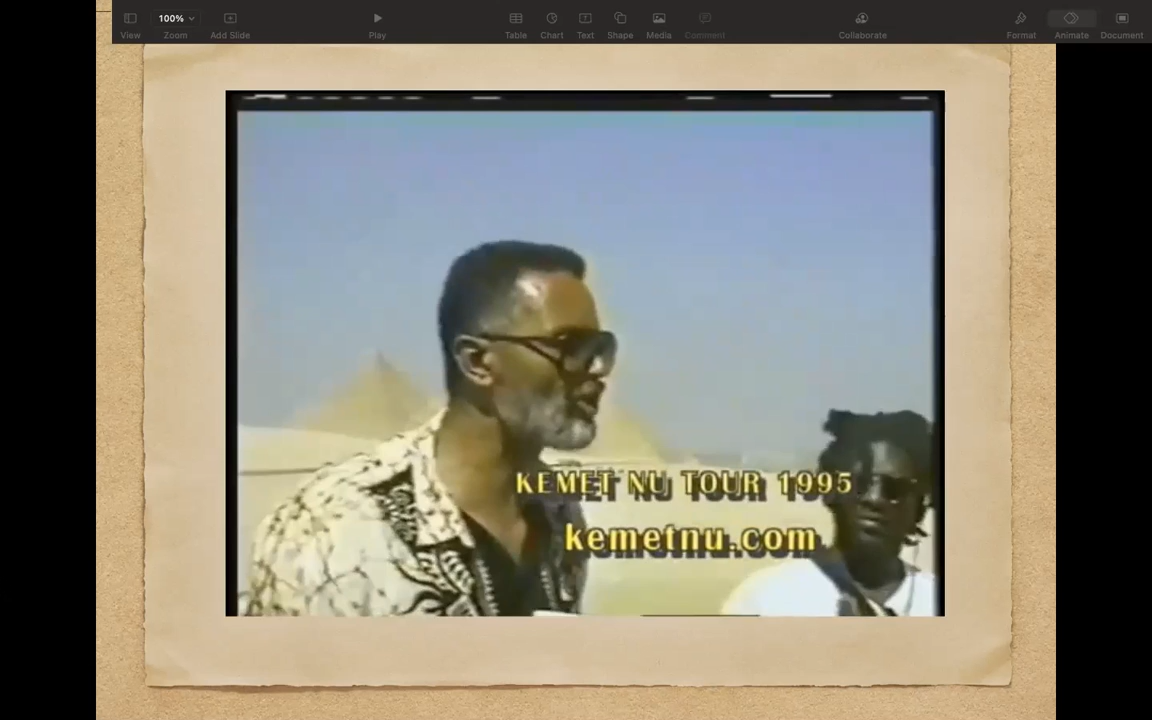 100%
View Zoom Add Slide Play Table Chart Text Shape Media Comment Collaborate Format Animate Document
KEMET NU TOUR 1995
kemetnu.com